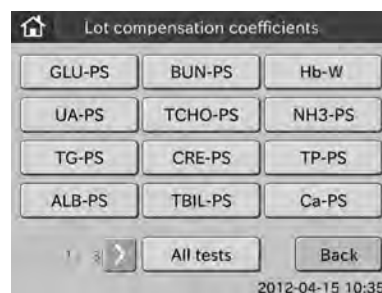 Lot compensation coefficients
GLU-PS BUN-PS Hb-W
UA-PS TCHO-PS NH3-PS
TG-PS CRE-PS TP-PS
ALB-PS TBIL-PS Ca-PS
All tests Back
2012-04-15 10:35